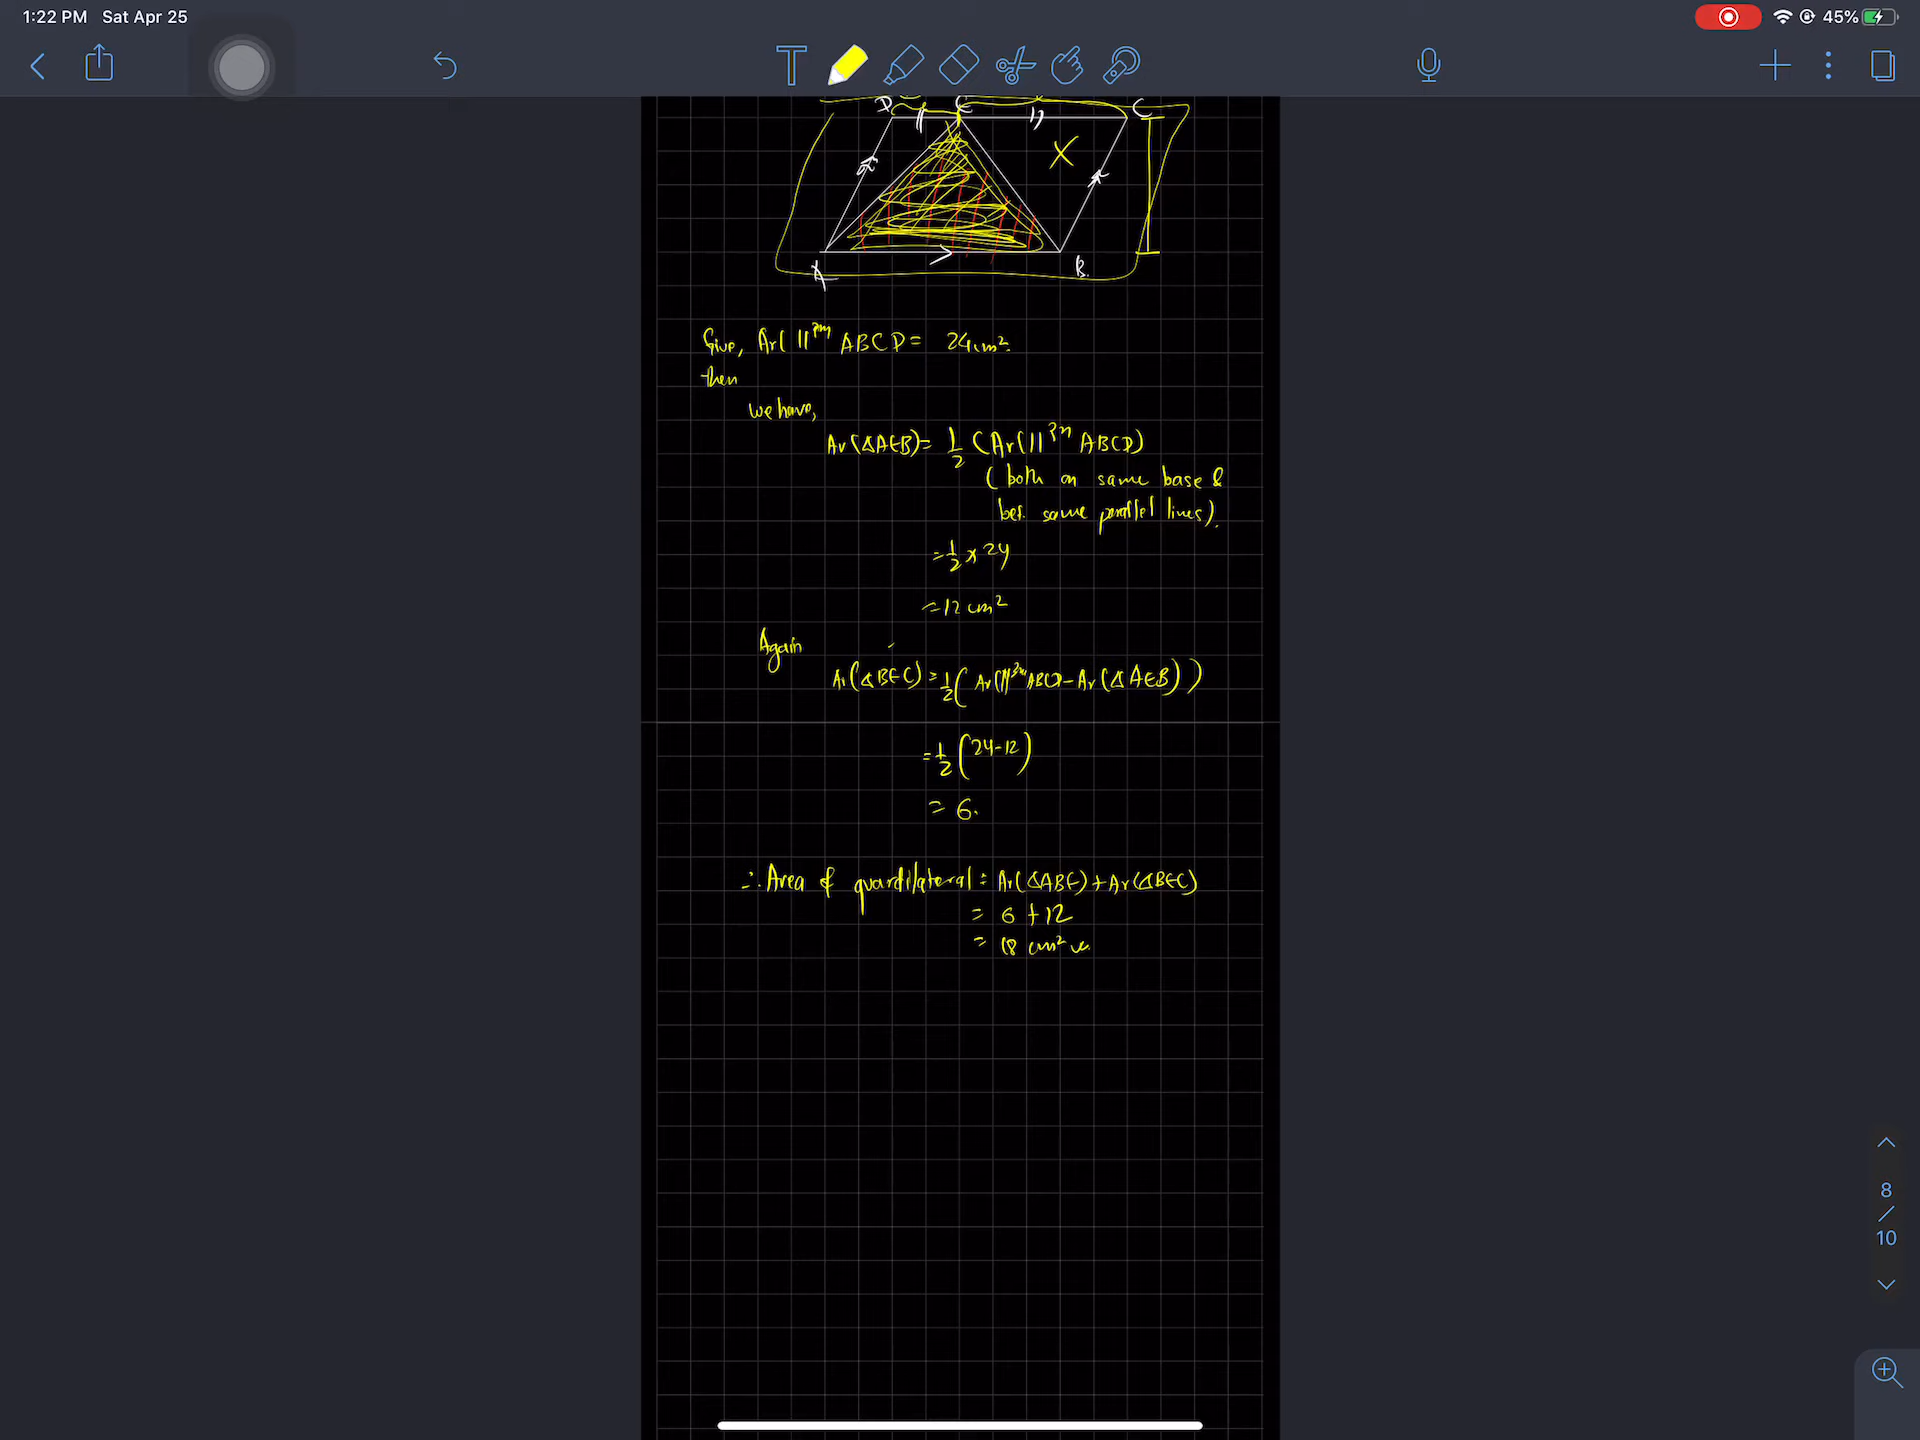 1:22 PM Sat Apr 25
45%
D E C
X
A B.
Give, Ar( ||gm ABCD = 24cm².
then
we have,
Ar(ΔAEB) = 1/2 (Ar(||gm ABCD)
(both on same base &
bet. same parallel lines).
= 1/2 x 24
= 12 cm²
Again
Ar(ΔBEC) = 1/2( Ar(||gm ABCD - Ar(ΔAEB))
= 1/2 (24-12)
= 6.
∴ Area of quardilateral = Ar(ΔABE) + Ar(ΔBEC)
= 6 + 12
= 18 cm²
8
/
10